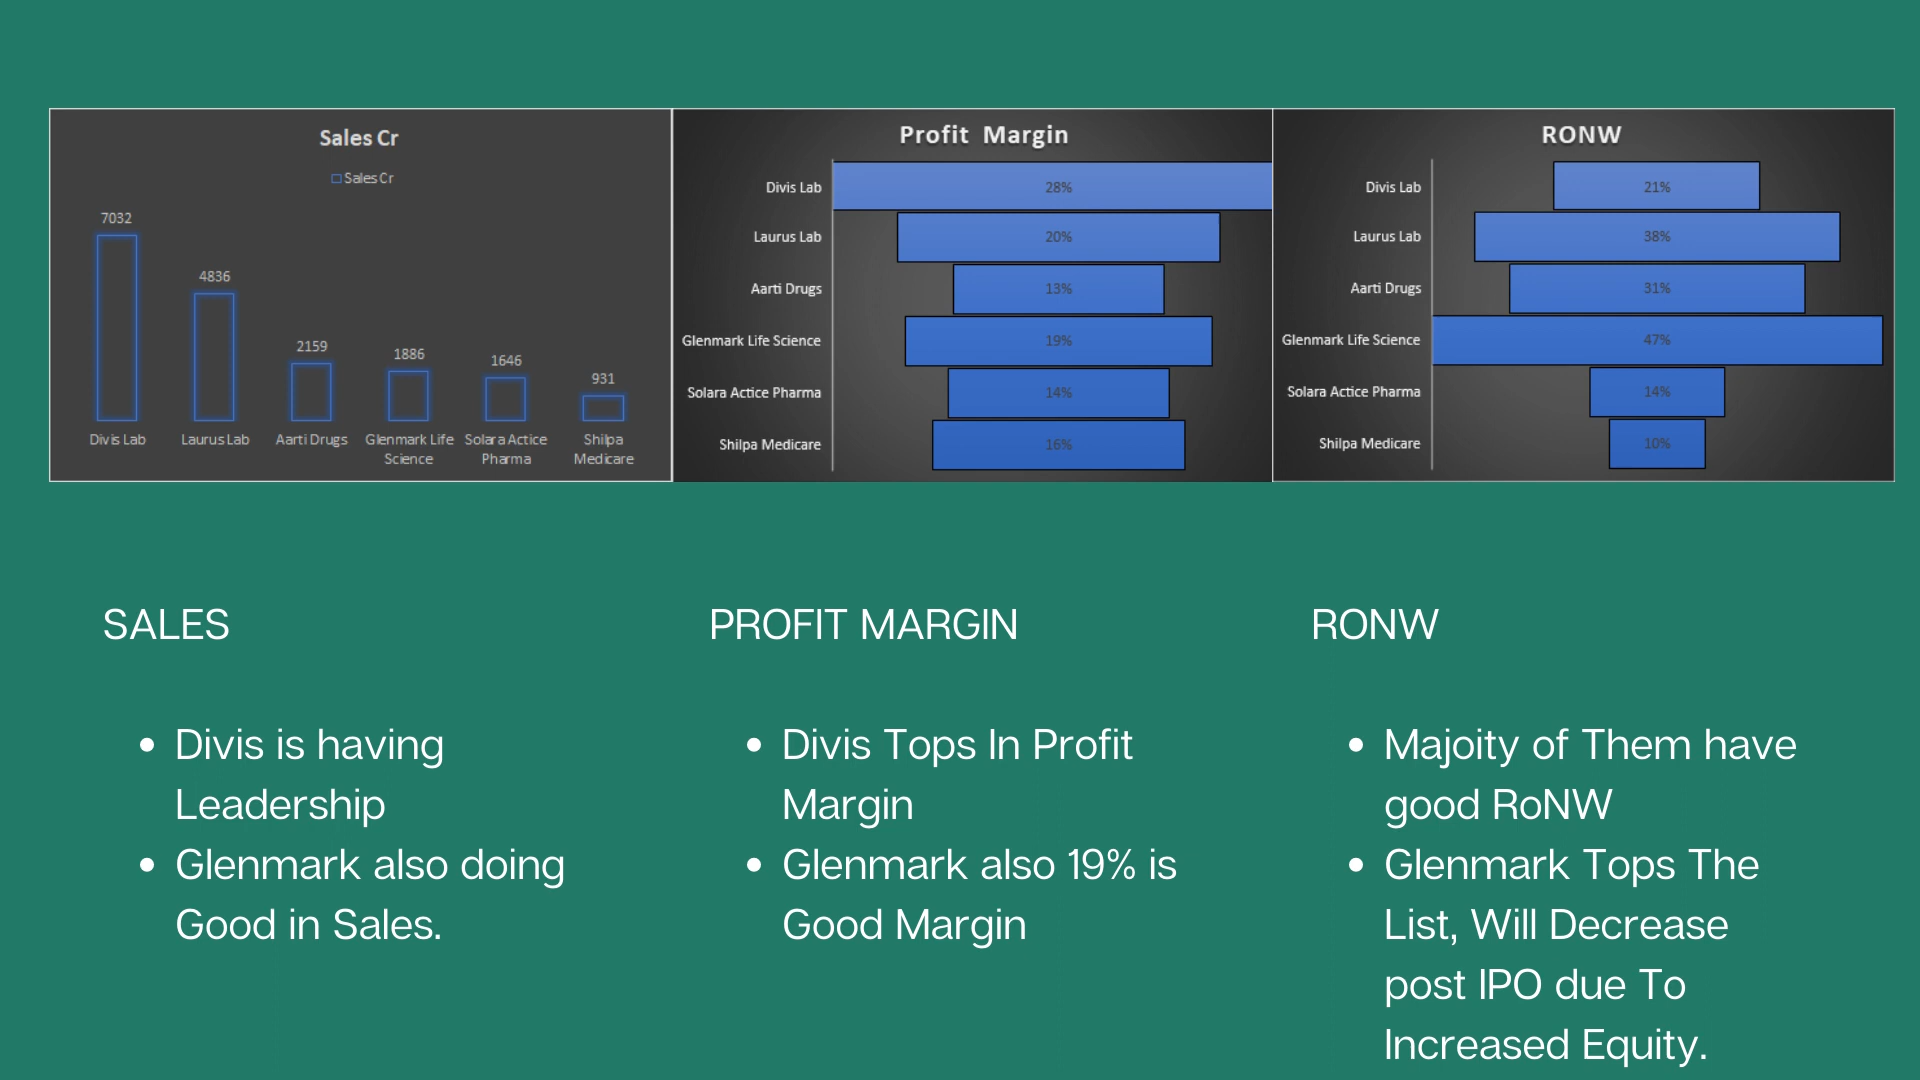 Sales Cr
Sales Cr
7032
4836
2159
1886
1646
931
Divis Lab
Laurus Lab
Aarti Drugs
Glenmark Life
Science
Solara Actice
Pharma
Shilpa
Medicare
Profit Margin
Divis Lab
28%
Laurus Lab
20%
Aarti Drugs
13%
Glenmark Life Science
19%
Solara Actice Pharma
14%
Shilpa Medicare
16%
RONW
Divis Lab
21%
Laurus Lab
38%
Aarti Drugs
31%
Glenmark Life Science
47%
Solara Actice Pharma
14%
Shilpa Medicare
10%
SALES
• Divis is having
Leadership
• Glenmark also doing
Good in Sales.
PROFIT MARGIN
• Divis Tops In Profit
Margin
• Glenmark also 19% is
Good Margin
RONW
• Majoity of Them have
good RoNW
• Glenmark Tops The
List, Will Decrease
post IPO due To
Increased Equity.